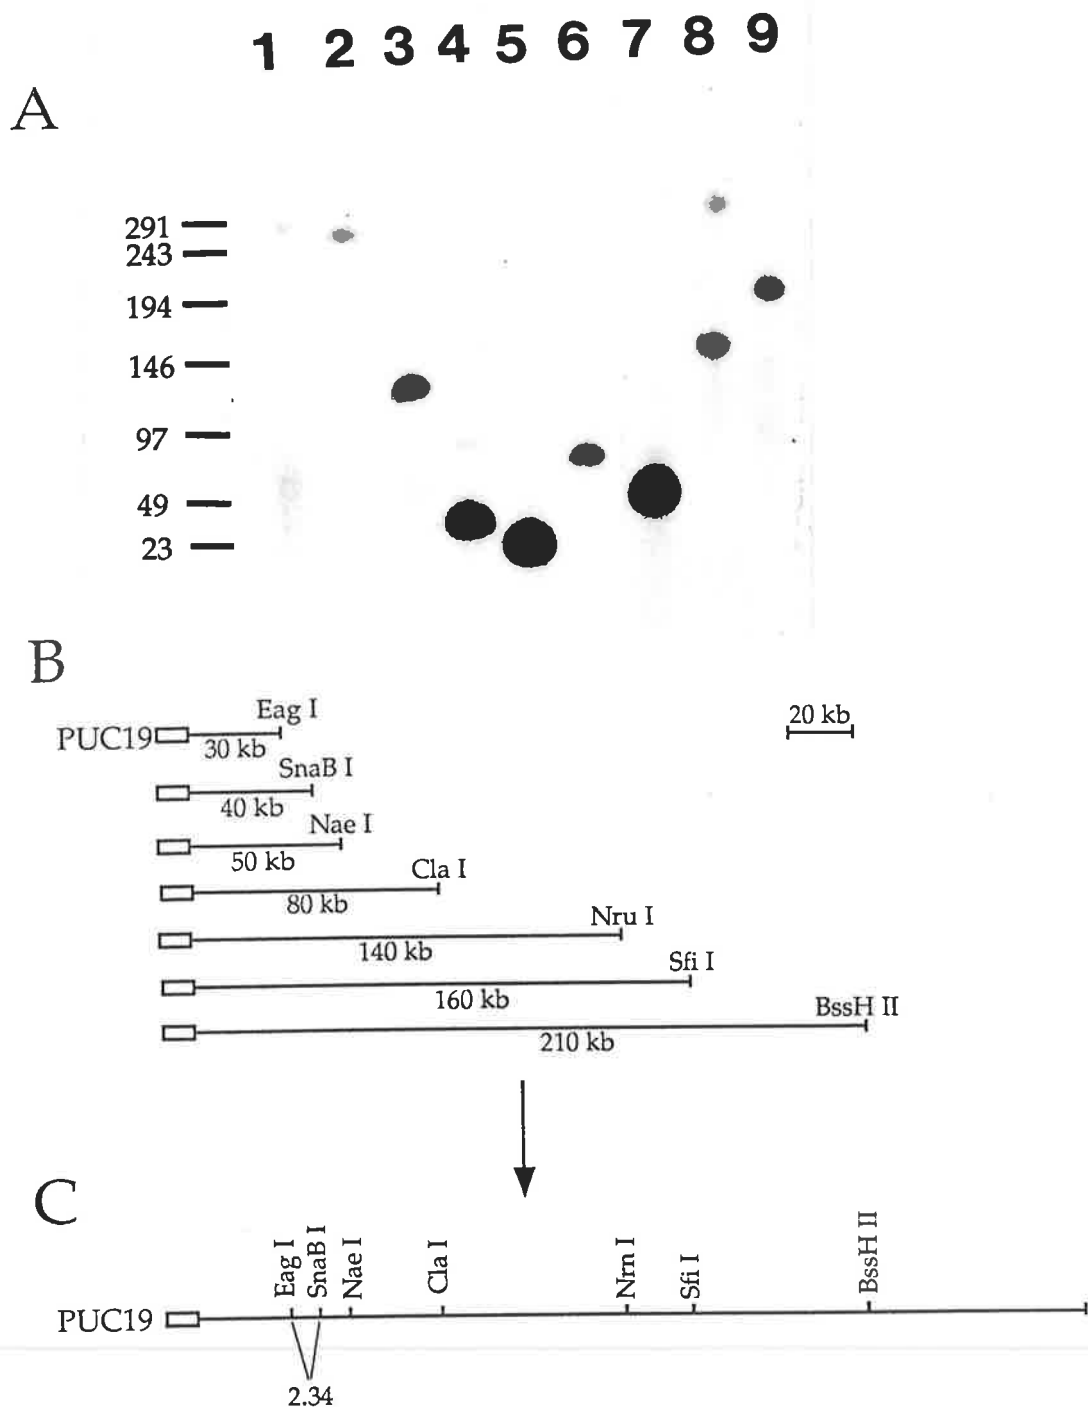 1 2 3 4 5 6 7 8 9
A
291
243
194
146
97
49
23
B
Eag I
20 kb
PUC19
30 kb
SnaB I
40 kb
Nae I
50 kb
Cla I
80 kb
Nru I
140 kb
Sfi I
160 kb
BssH II
210 kb
C
Eag I
SnaB I
Nae I
Cla I
Nrn I
Sfi I
BssH II
PUC19
2.34